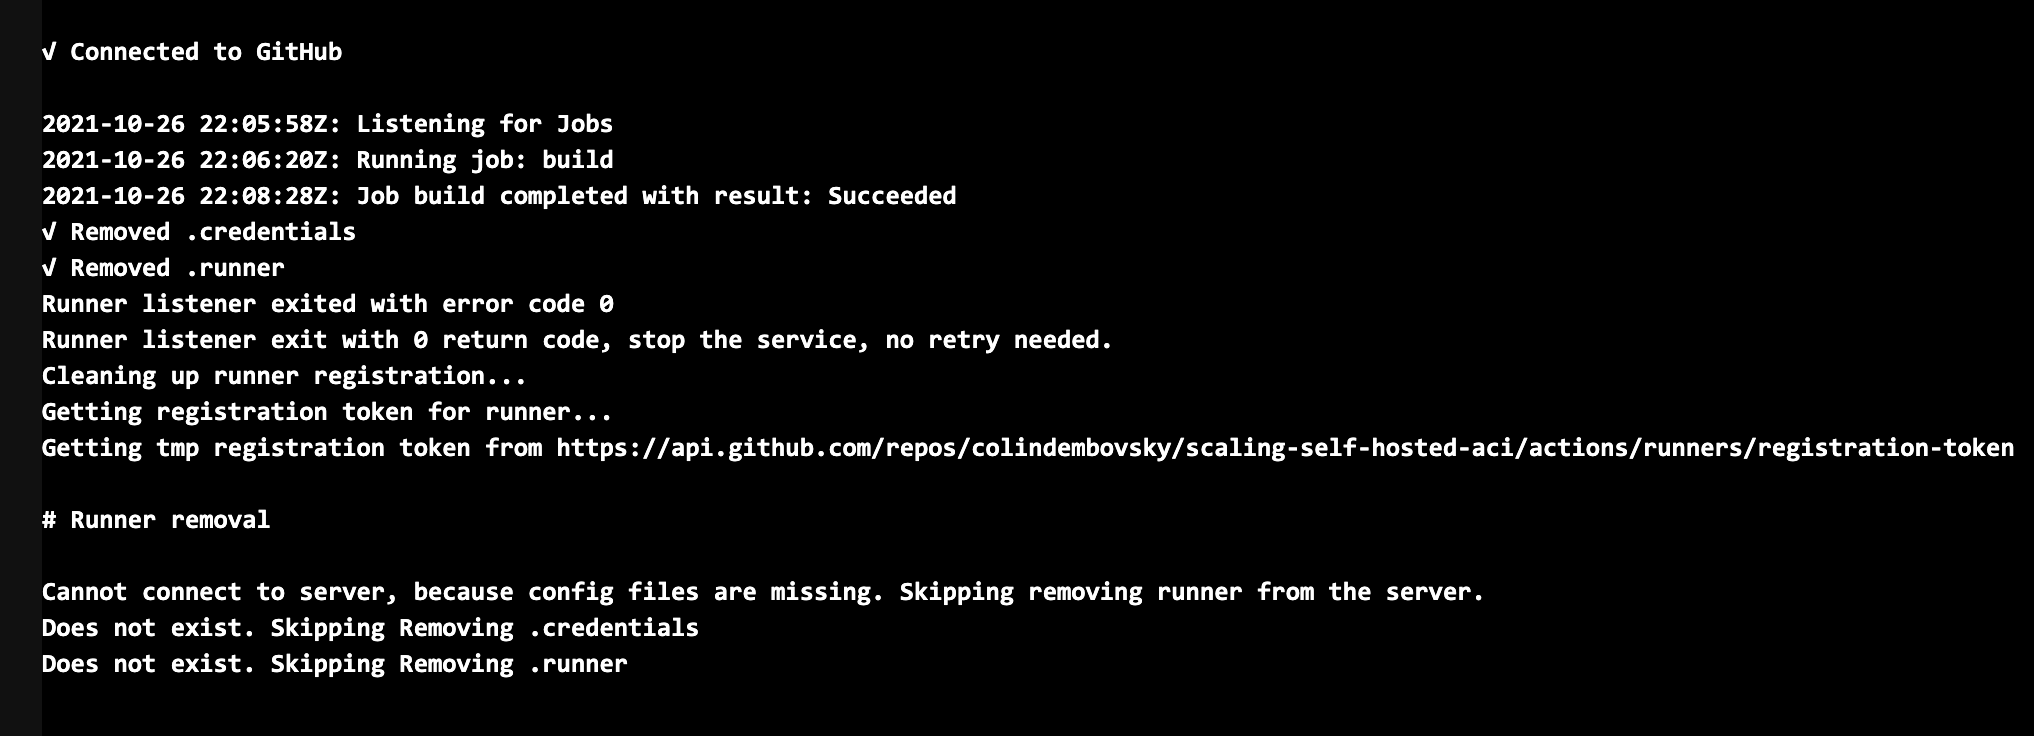 √ Connected to GitHub
2021-10-26 22:05:58Z: Listening for Jobs
2021-10-26 22:06:20Z: Running job: build
2021-10-26 22:08:28Z: Job build completed with result: Succeeded
√ Removed .credentials
√ Removed .runner
Runner listener exited with error code 0
Runner listener exit with 0 return code, stop the service, no retry needed.
Cleaning up runner registration...
Getting registration token for runner...
Getting tmp registration token from https://api.github.com/repos/colindembovsky/scaling-self-hosted-aci/actions/runners/registration-token
# Runner removal
Cannot connect to server, because config files are missing. Skipping removing runner from the server.
Does not exist. Skipping Removing .credentials
Does not exist. Skipping Removing .runner